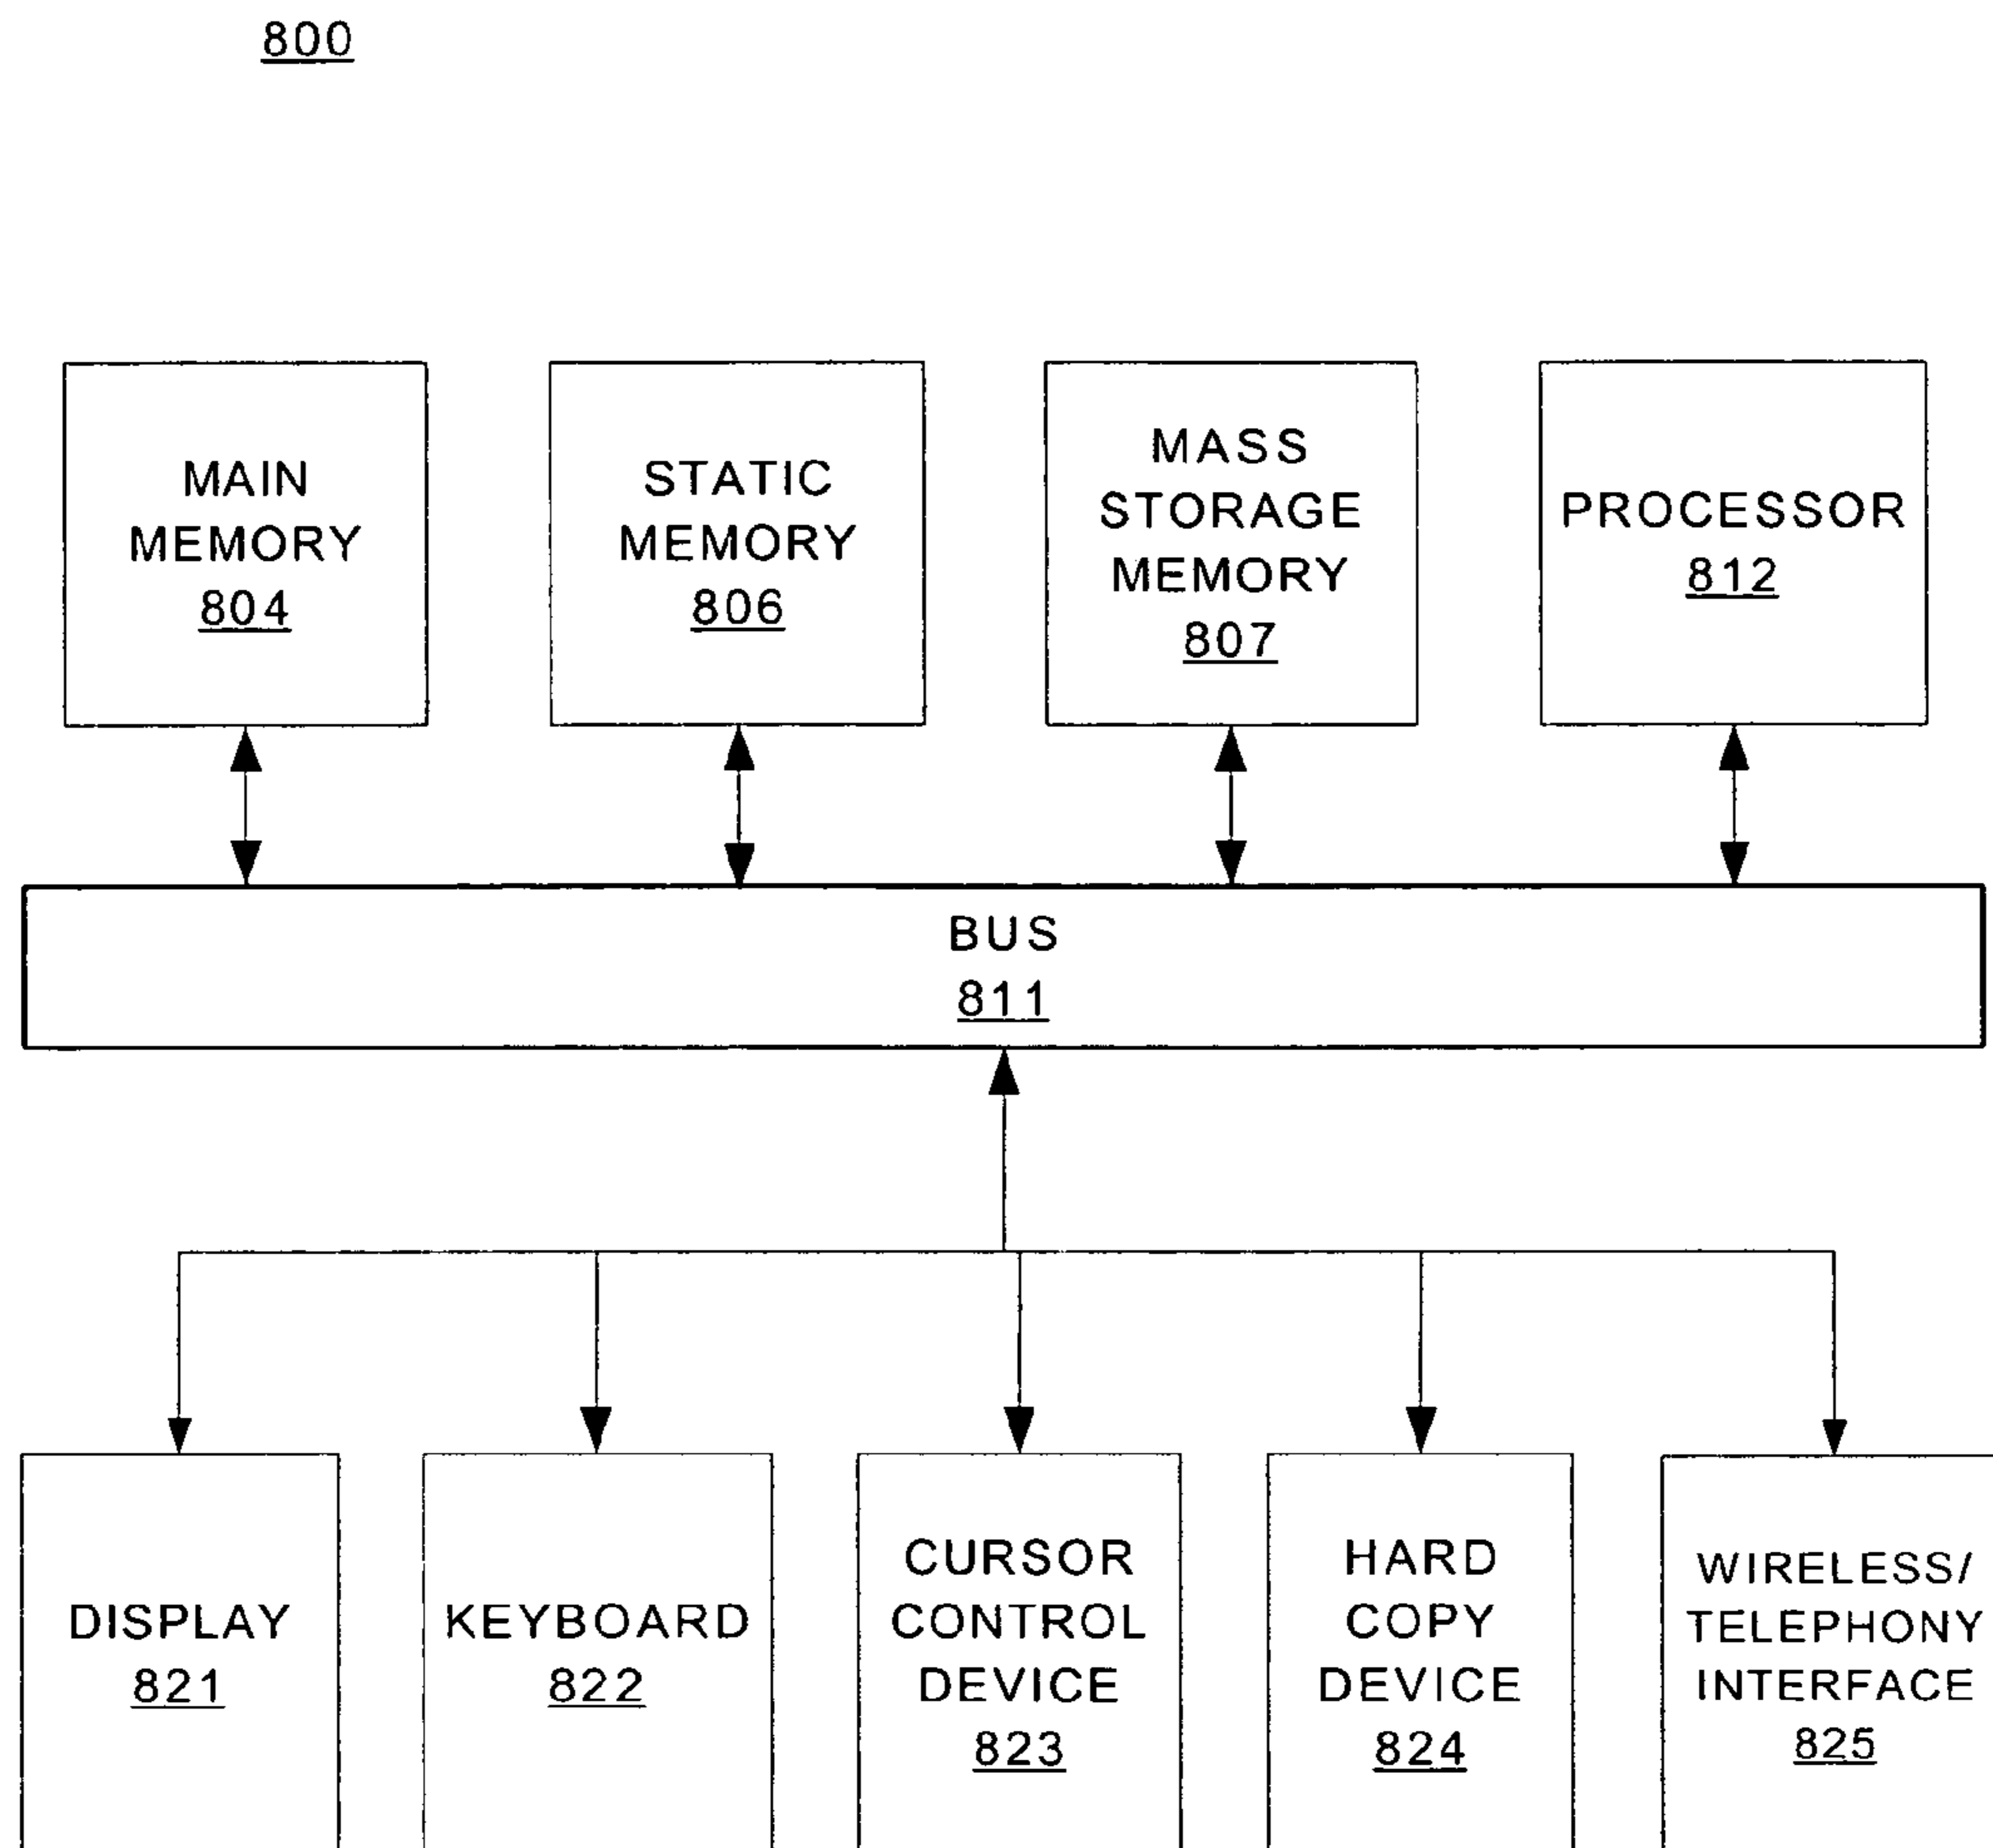 800
MAIN
MEMORY
804
STATIC
MEMORY
806
MASS
STORAGE
MEMORY
807
PROCESSOR
812
BUS
811
DISPLAY
821
KEYBOARD
822
CURSOR
CONTROL
DEVICE
823
HARD
COPY
DEVICE
824
WIRELESS/
TELEPHONY
INTERFACE
825